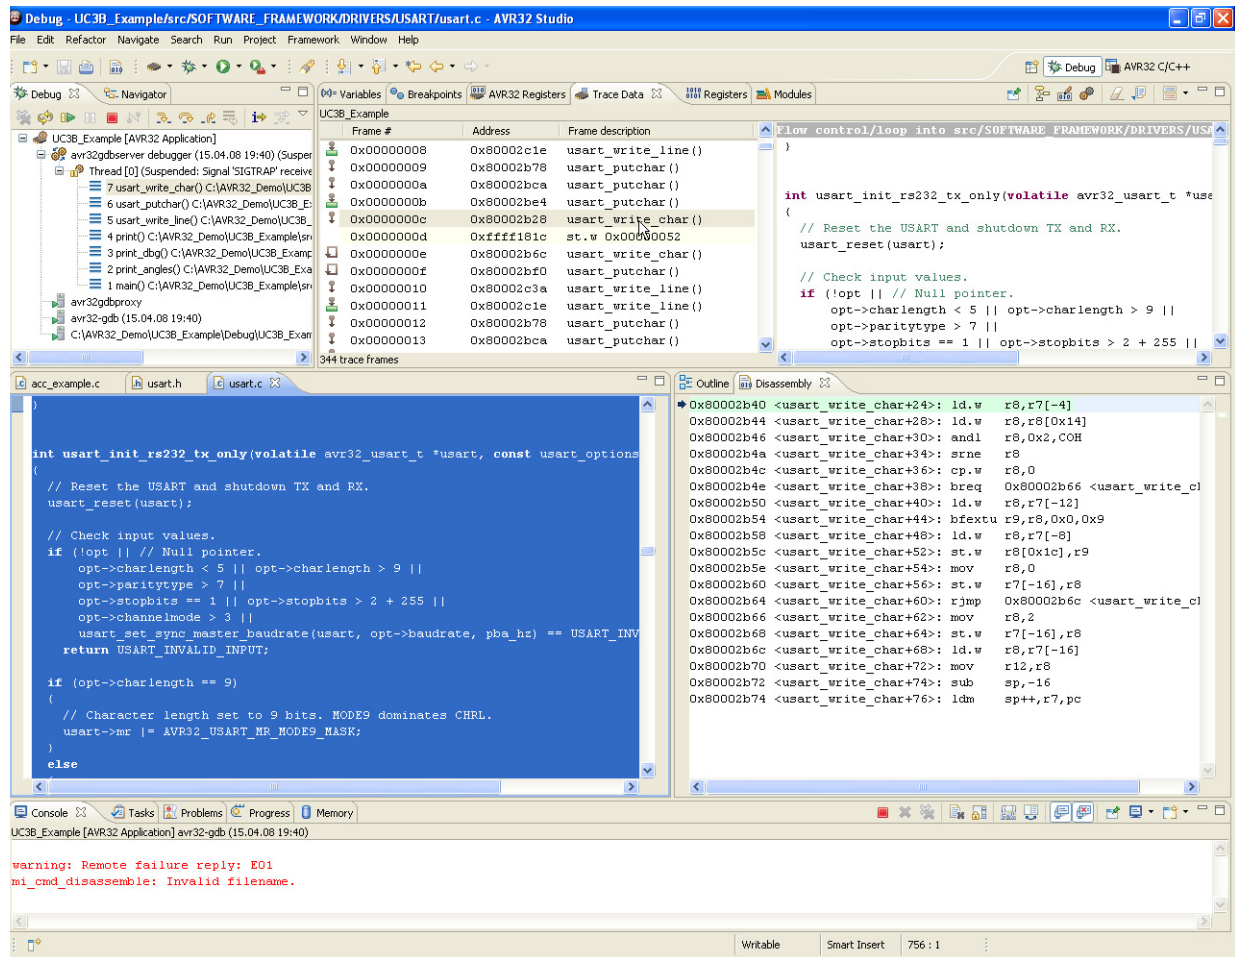 Debug - UC3B_Example/src/SOFTWARE_FRAMEWORK/DRIVERS/USART/usart.c - AVR32 Studio
File Edit Refactor Navigate Search Run Project Framework Window Help
Debug AVR32 C/C++
Debug Navigator
UC3B_Example [AVR32 Application]
avr32gdbserver debugger (15.04.08 19:40) (Susper
Thread [0] (Suspended: Signal 'SIGTRAP' receive
7 usart_write_char() C:\AVR32_Demo\UC3B
6 usart_putchar() C:\AVR32_Demo\UC3B_E:
5 usart_write_line() C:\AVR32_Demo\UC3B_
4 print() C:\AVR32_Demo\UC3B_Example\sr
3 print_dbg() C:\AVR32_Demo\UC3B_Examp
2 print_angles() C:\AVR32_Demo\UC3B_Exa
1 main() C:\AVR32_Demo\UC3B_Example\sr
avr32gdbproxy
avr32-gdb (15.04.08 19:40)
C:\AVR32_Demo\UC3B_Example\Debug\UC3B_Exam
Variables Breakpoints AVR32 Registers Trace Data Registers Modules
UC3B_Example
Frame # Address Frame description
0x00000008 0x80002c1e usart_write_line()
0x00000009 0x80002b78 usart_putchar()
0x0000000a 0x80002bca usart_putchar()
0x0000000b 0x80002be4 usart_putchar()
0x0000000c 0x80002b28 usart_write_char()
0x0000000d 0xffff181c st.w 0x00000052
0x0000000e 0x80002b6c usart_write_char()
0x0000000f 0x80002bf0 usart_putchar()
0x00000010 0x80002c3a usart_write_line()
0x00000011 0x80002c1e usart_write_line()
0x00000012 0x80002b78 usart_putchar()
0x00000013 0x80002bca usart_putchar()
344 trace frames
Flow control/loop into src/SOFTWARE_FRAMEWORK/DRIVERS/USA
}
int usart_init_rs232_tx_only(volatile avr32_usart_t *usa
{
// Reset the USART and shutdown TX and RX.
usart_reset(usart);
// Check input values.
if (!opt || // Null pointer.
opt->charlength < 5 || opt->charlength > 9 ||
opt->paritytype > 7 ||
opt->stopbits == 1 || opt->stopbits > 2 + 255 ||
acc_example.c usart.h usart.c
}
int usart_init_rs232_tx_only(volatile avr32_usart_t *usart, const usart_options
{
// Reset the USART and shutdown TX and RX.
usart_reset(usart);
// Check input values.
if (!opt || // Null pointer.
opt->charlength < 5 || opt->charlength > 9 ||
opt->paritytype > 7 ||
opt->stopbits == 1 || opt->stopbits > 2 + 255 ||
opt->channelmode > 3 ||
usart_set_sync_master_baudrate(usart, opt->baudrate, pba_hz) == USART_INV
return USART_INVALID_INPUT;
if (opt->charlength == 9)
{
// Character length set to 9 bits. MODE9 dominates CHRL.
usart->mr |= AVR32_USART_MR_MODE9_MASK;
}
else
Outline Disassembly
0x80002b40 <usart_write_char+24>: ld.w r8,r7[-4]
0x80002b44 <usart_write_char+28>: ld.w r8,r8[0x14]
0x80002b46 <usart_write_char+30>: andl r8,0x2,COH
0x80002b4a <usart_write_char+34>: srne r8
0x80002b4c <usart_write_char+36>: cp.w r8,0
0x80002b4e <usart_write_char+38>: breq 0x80002b66 <usart_write_cl
0x80002b50 <usart_write_char+40>: ld.w r8,r7[-12]
0x80002b54 <usart_write_char+44>: bfextu r9,r8,0x0,0x9
0x80002b58 <usart_write_char+48>: ld.w r8,r7[-8]
0x80002b5c <usart_write_char+52>: st.w r8[0x1c],r9
0x80002b5e <usart_write_char+54>: mov r8,0
0x80002b60 <usart_write_char+56>: st.w r7[-16],r8
0x80002b64 <usart_write_char+60>: rjmp 0x80002b6c <usart_write_cl
0x80002b66 <usart_write_char+62>: mov r8,2
0x80002b68 <usart_write_char+64>: st.w r7[-16],r8
0x80002b6c <usart_write_char+68>: ld.w r8,r7[-16]
0x80002b70 <usart_write_char+72>: mov r12,r8
0x80002b72 <usart_write_char+74>: sub sp,-16
0x80002b74 <usart_write_char+76>: ldm sp++,r7,pc
Console Tasks Problems Progress Memory
UC3B_Example [AVR32 Application] avr32-gdb (15.04.08 19:40)
warning: Remote failure reply: E01
mi_cmd_disassemble: Invalid filename.
Writable Smart Insert 756 : 1